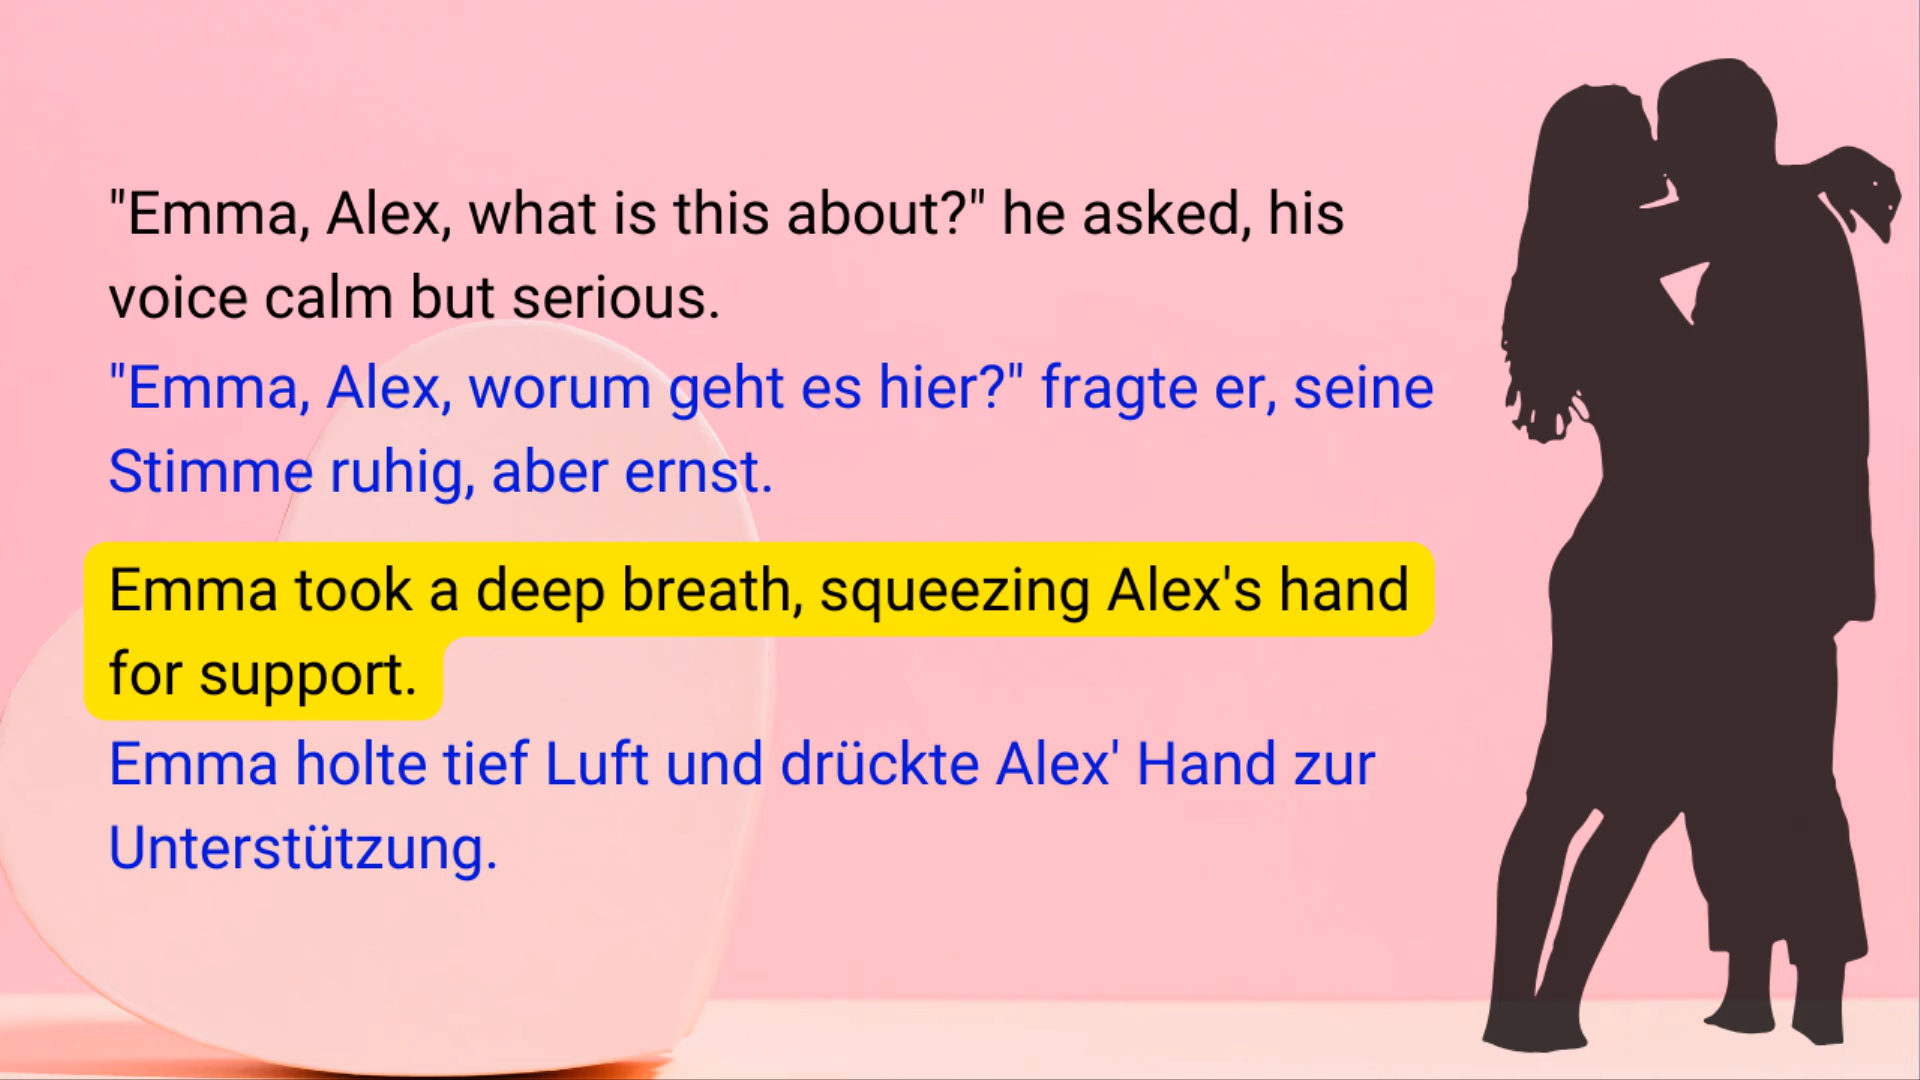 "Emma, Alex, what is this about?" he asked, his
voice calm but serious.
"Emma, Alex, worum geht es hier?" fragte er, seine
Stimme ruhig, aber ernst.
Emma took a deep breath, squeezing Alex's hand
for support.
Emma holte tief Luft und drückte Alex' Hand zur
Unterstützung.